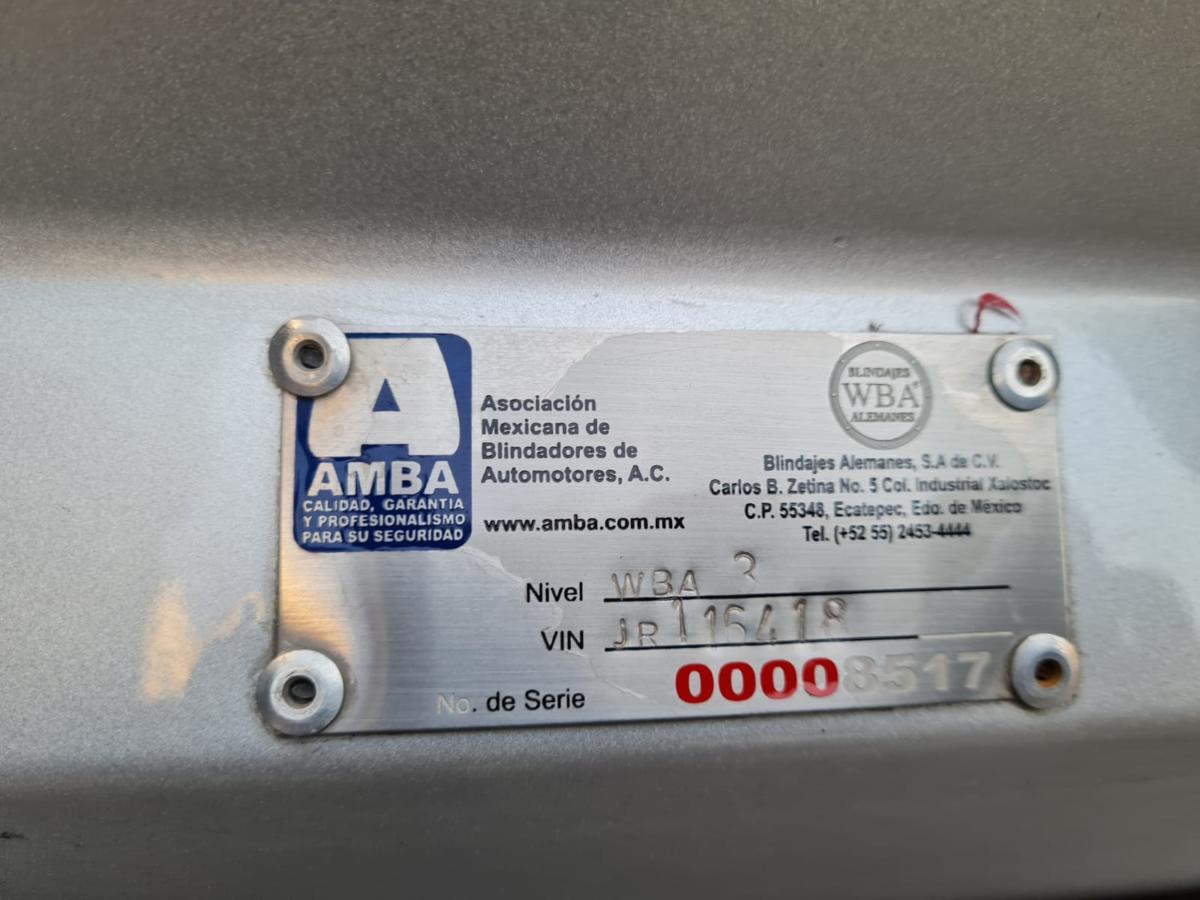 A
AMBA
CALIDAD, GARANTIA
Y PROFESIONALISMO
PARA SU SEGURIDAD
Asociación
Mexicana de
Blindadores de
Automotores, A.C.
www.amba.com.mx
BLINDAJES
WBA
ALEMANES
Blindajes Alemanes, S.A de C.V.
Carlos B. Zetina No. 5 Col. Industrial Xalostoc
C.P. 55348, Ecatepec, Edo. de México
Tel. (+52 55) 2453-4444
Nivel WBA 3
VIN JR116418
No. de Serie 00008517